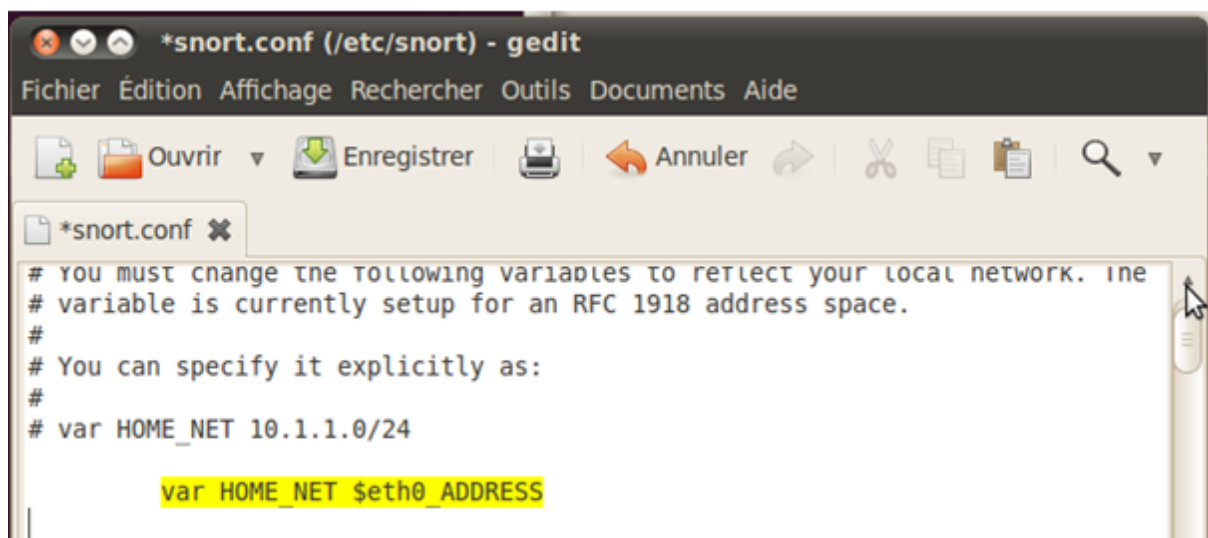 *snort.conf (/etc/snort) - gedit
Fichier Édition Affichage Rechercher Outils Documents Aide
Ouvrir Enregistrer Annuler
*snort.conf
# You must change the following variables to reflect your local network. The
# variable is currently setup for an RFC 1918 address space.
#
# You can specify it explicitly as:
#
# var HOME_NET 10.1.1.0/24
var HOME_NET $eth0_ADDRESS